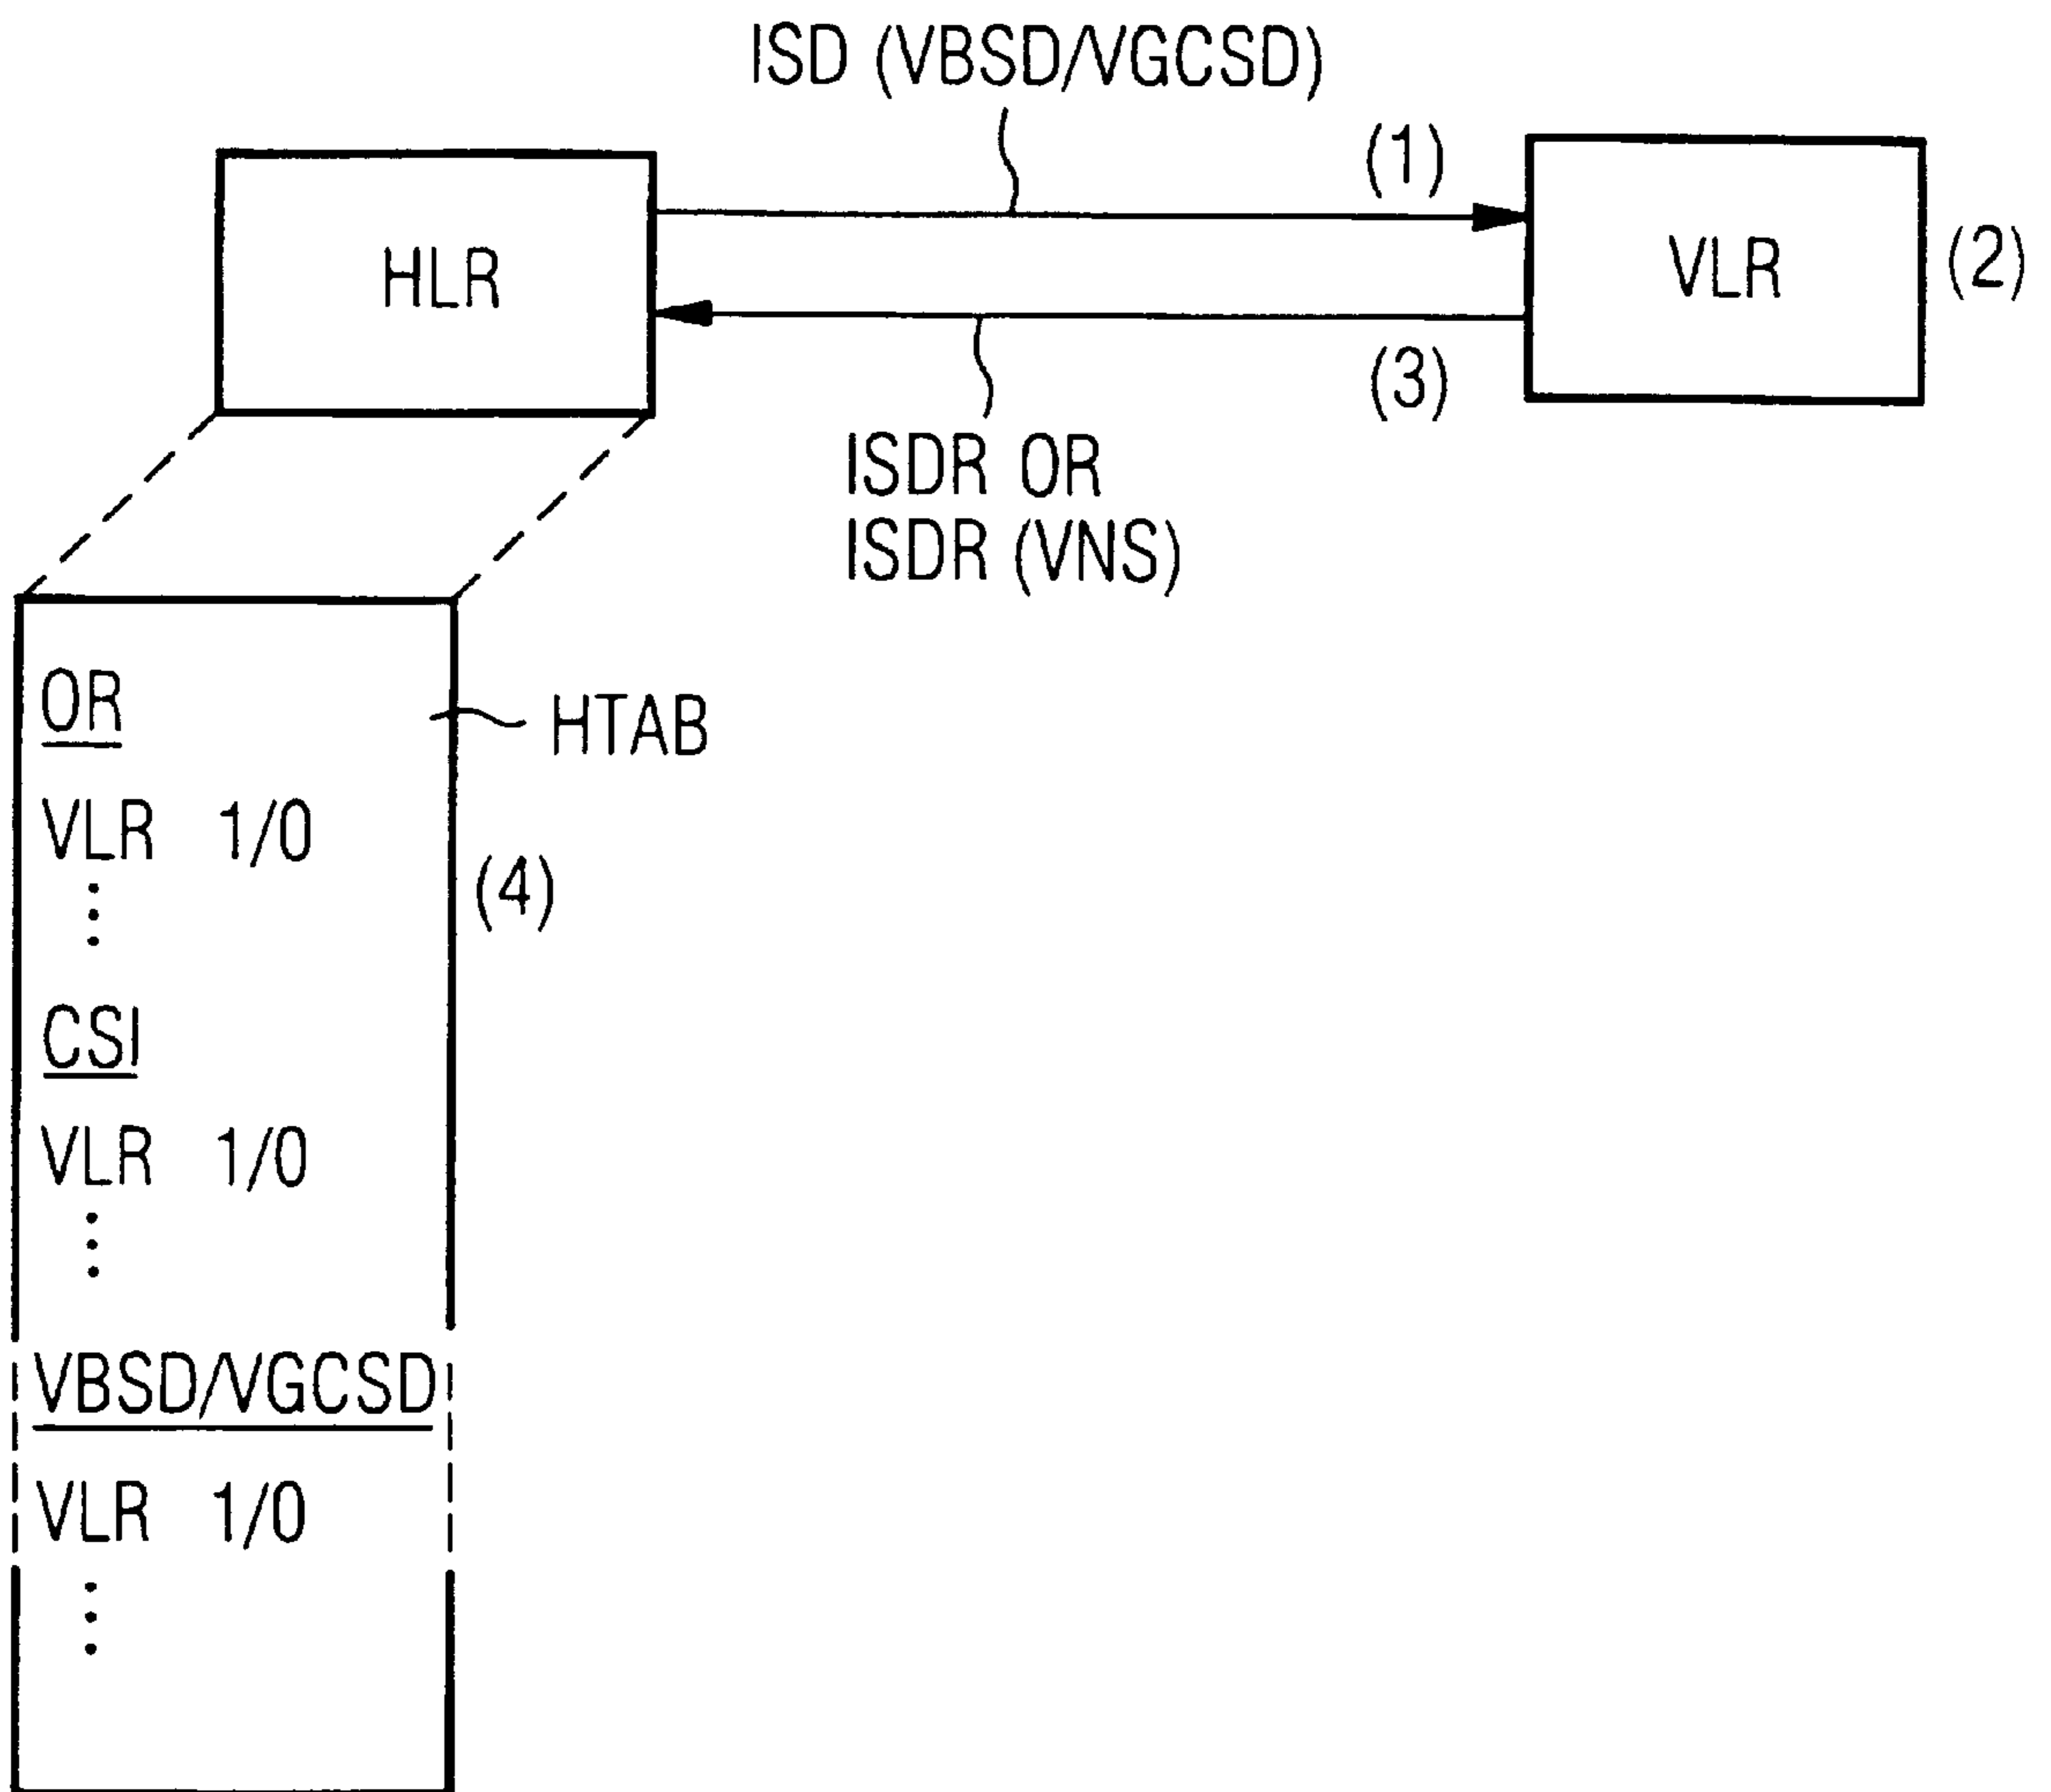 ISD (VBSD/VGCSD)
(1)
HLR
VLR
(2)
(3)
ISDR OR
ISDR (VNS)
OR
HTAB
VLR 1/0
(4)
CSI
VLR 1/0
VBSD/VGCSD
VLR 1/0